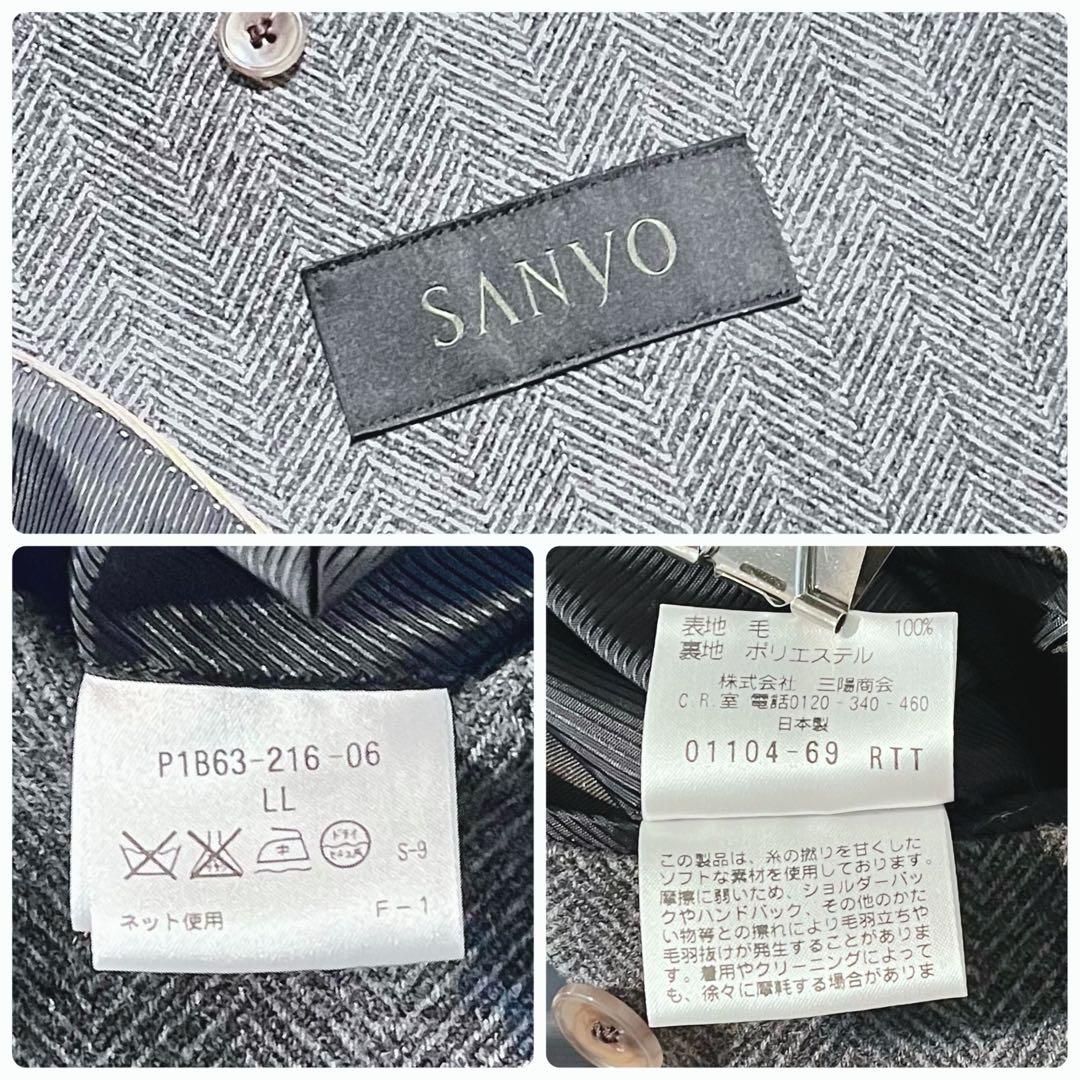 SANYO
P1B63-216-06
LL
中
ドライ
セキユ系
S-9
ネット使用
F-1
表地 毛 100%
裏地 ポリエステル
株式会社 三陽商会
C.R.室 電話0120-340-460
日本製
01104-69 RTT
この製品は、糸の撚りを甘くした
ソフトな素材を使用しております。
摩擦に弱いため、ショルダーバッ
クやハンドバック、その他のかた
い物等との擦れにより毛羽立ちや
毛羽抜けが発生することがありま
す。着用やクリーニングによって
も、徐々に摩耗する場合がありま